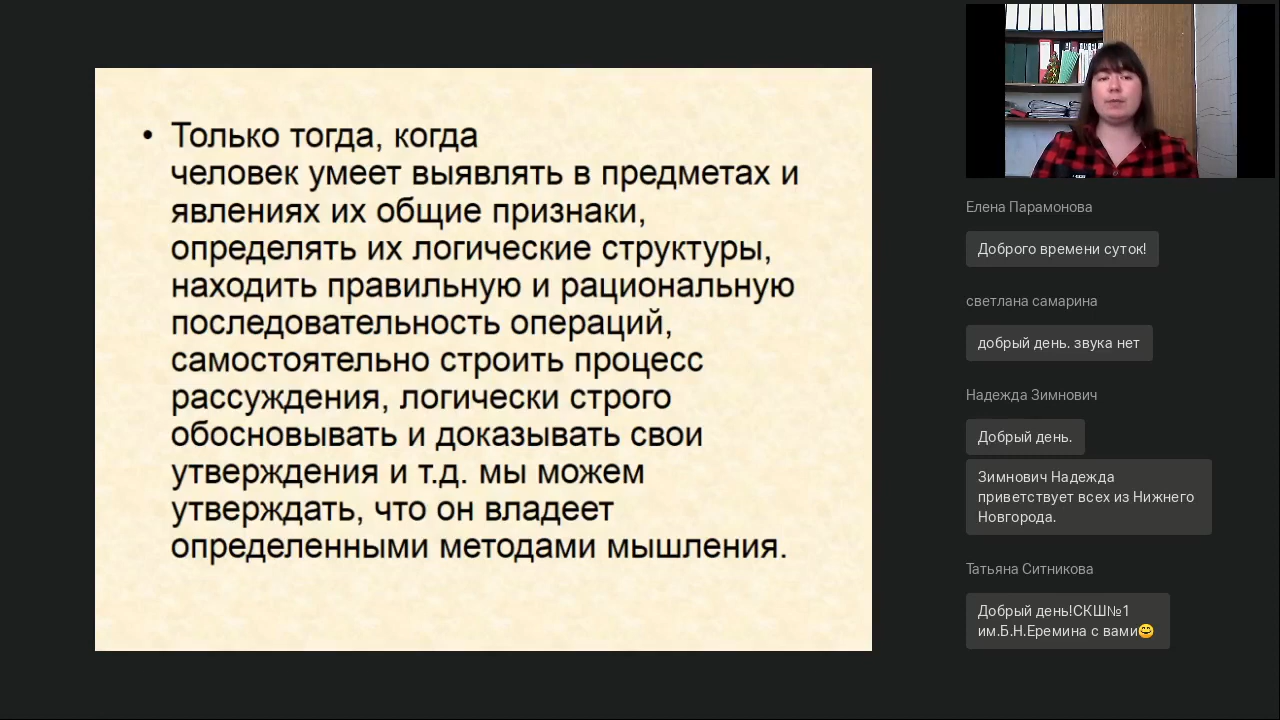 • Только тогда, когда
человек умеет выявлять в предметах и
явлениях их общие признаки,
определять их логические структуры,
находить правильную и рациональную
последовательность операций,
самостоятельно строить процесс
рассуждения, логически строго
обосновывать и доказывать свои
утверждения и т.д. мы можем
утверждать, что он владеет
определенными методами мышления.
Елена Парамонова
Доброго времени суток!
светлана самарина
добрый день. звука нет
Надежда Зимнович
Добрый день.
Зимнович Надежда
приветствует всех из Нижнего
Новгорода.
Татьяна Ситникова
Добрый день!СКШ№1
им.Б.Н.Еремина с вами😊